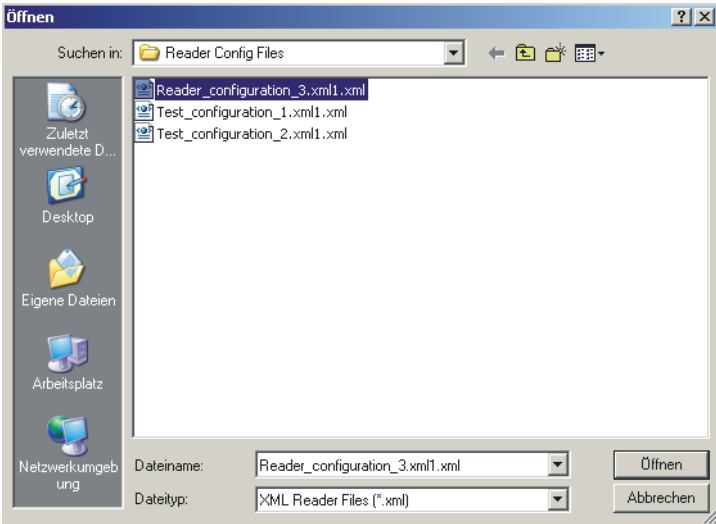 Öffnen
Suchen in:
Reader Config Files
Reader_configuration_3.xml1.xml
Test_configuration_1.xml1.xml
Test_configuration_2.xml1.xml
Zuletzt
verwendete D...
Desktop
Eigene Dateien
Arbeitsplatz
Netzwerkumgeb
ung
Dateiname:
Reader_configuration_3.xml1.xml
Öffnen
Dateityp:
XML Reader Files (*.xml)
Abbrechen